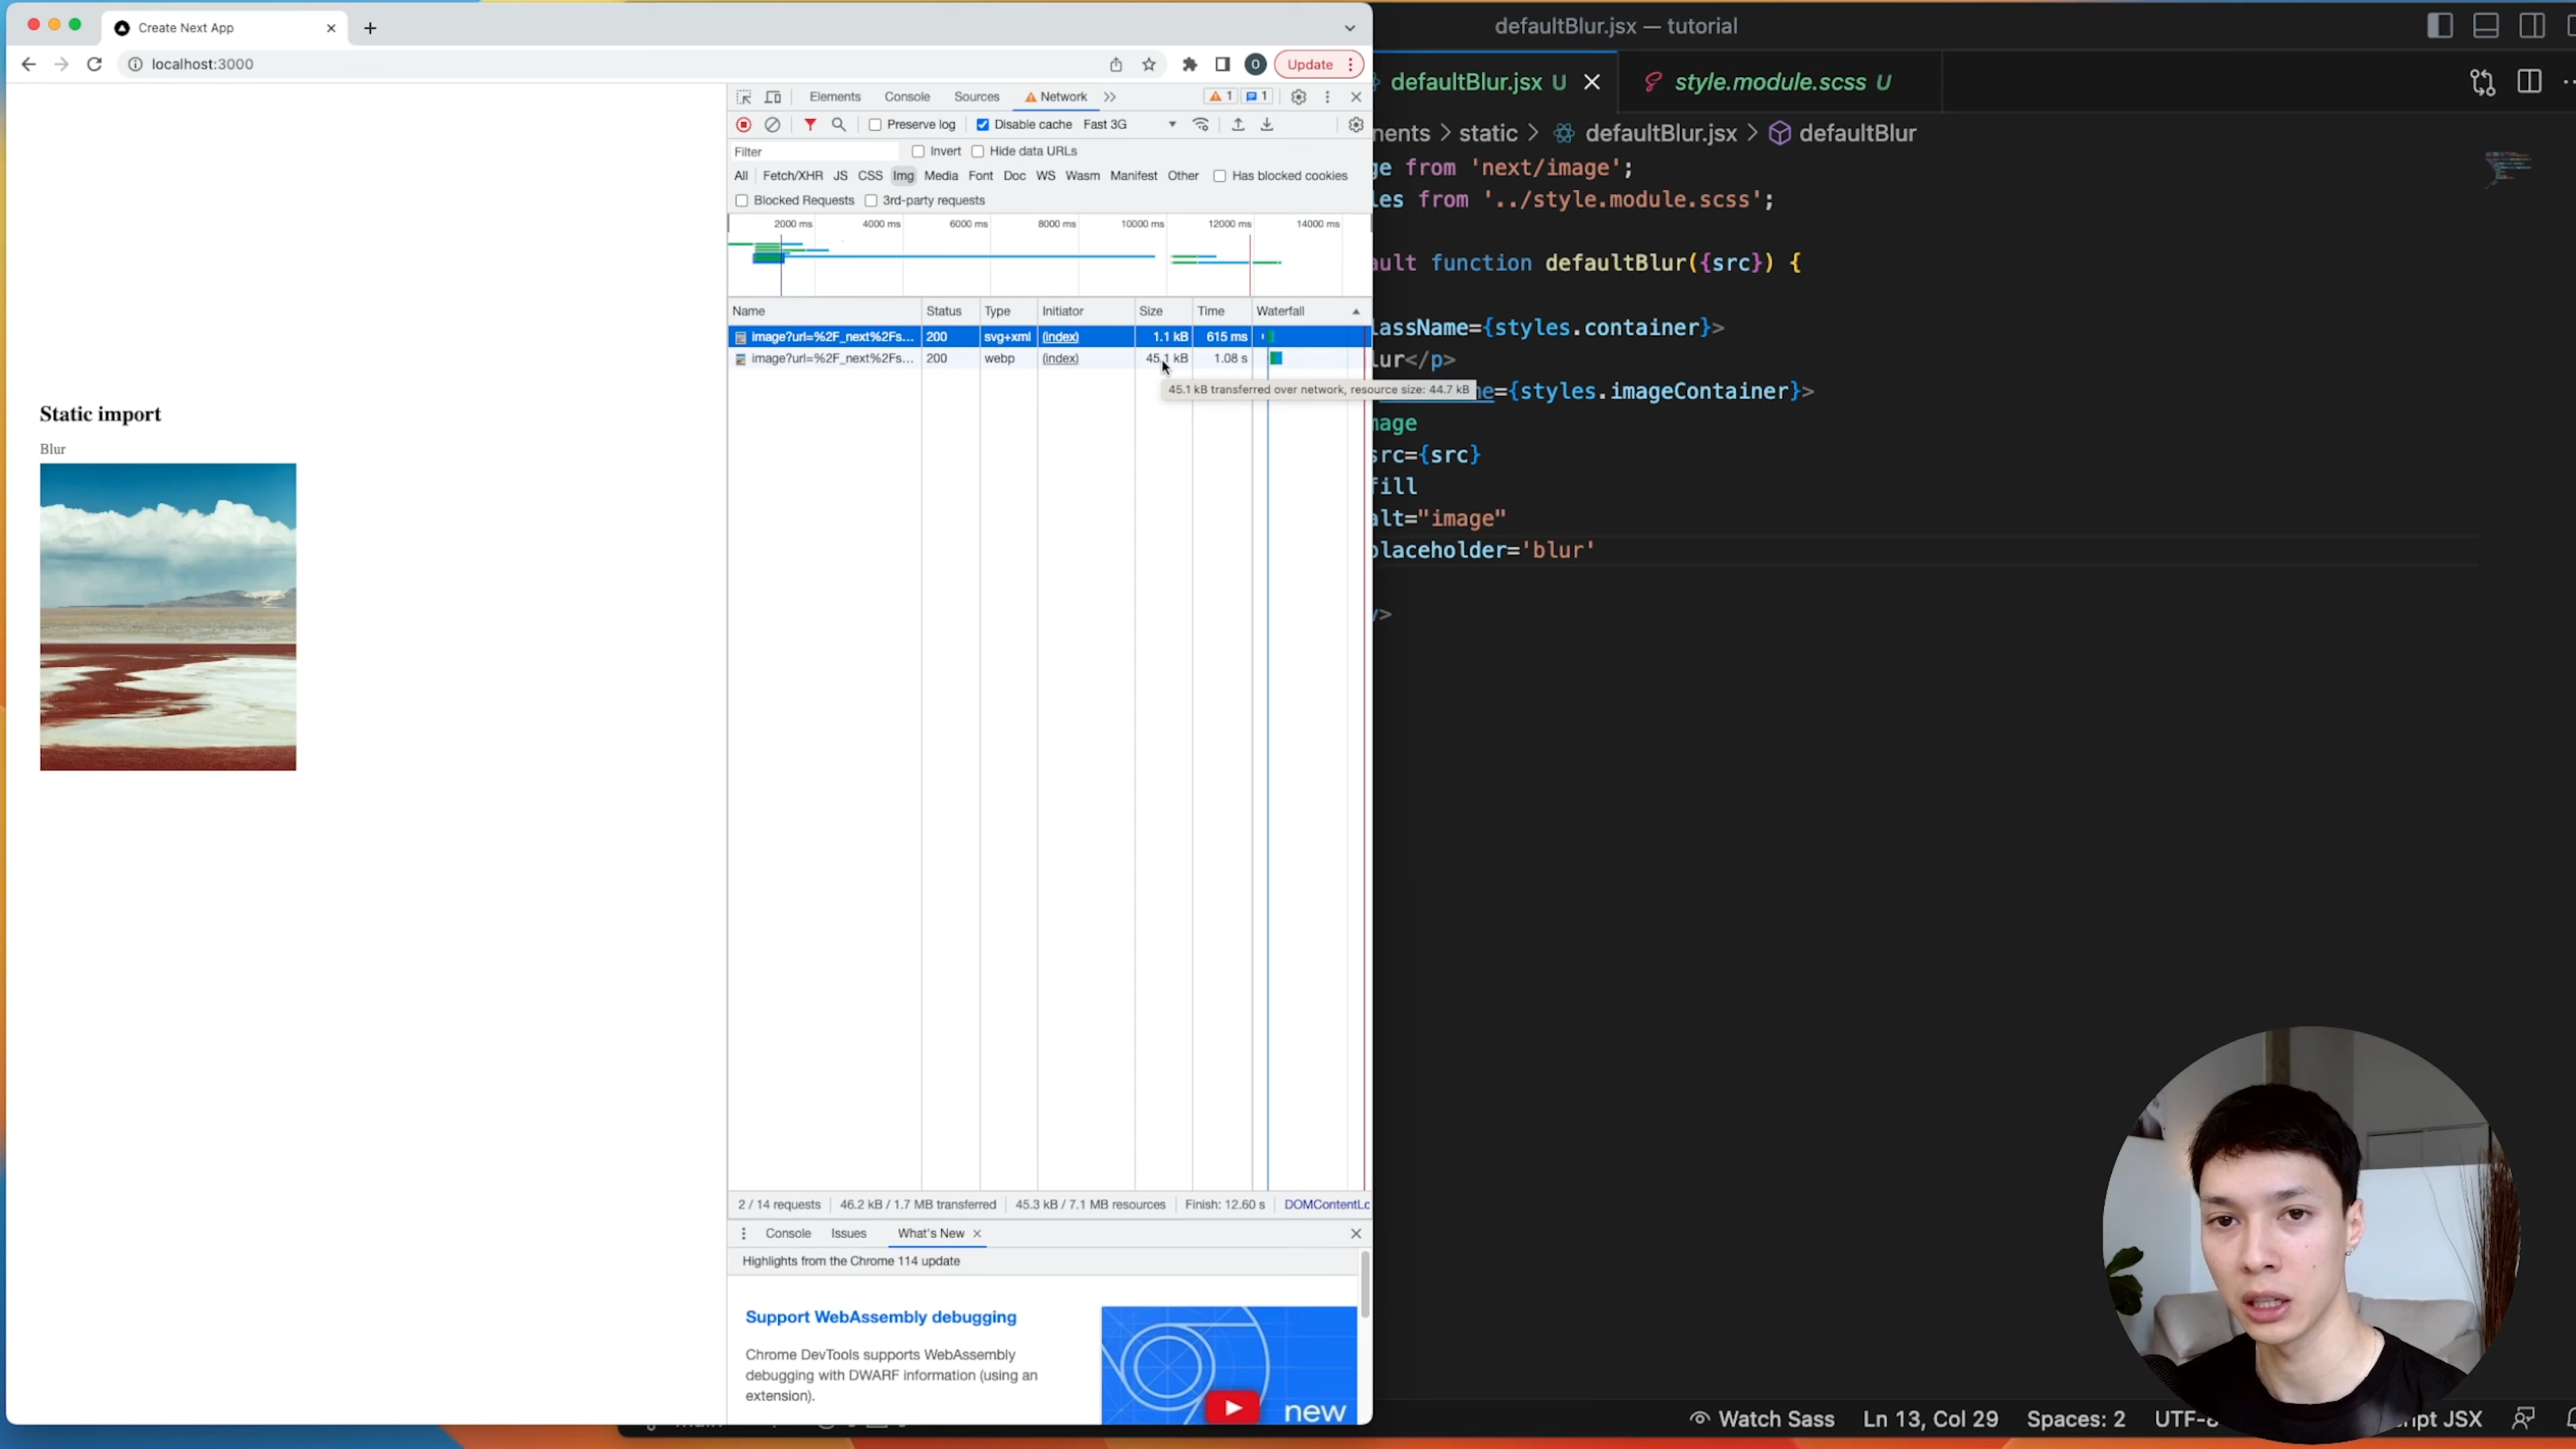 Create Next App
localhost:3000
O
Update
Elements
Console
Sources
Network
1
1
Preserve log
Disable cache
Fast 3G
Filter
Invert
Hide data URLs
All
Fetch/XHR
JS
CSS
Img
Media
Font
Doc
WS
Wasm
Manifest
Other
Has blocked cookies
Blocked Requests
3rd-party requests
2000 ms
4000 ms
6000 ms
8000 ms
10000 ms
12000 ms
14000 ms
Name Status Type Initiator Size Time Waterfall
image?url=%2F_next%2Fs... 200 svg+xml (index) 1.1 kB 615 ms
image?url=%2F_next%2Fs... 200 webp (index) 45.1 kB 1.08 s
45.1 kB transferred over network, resource size: 44.7 kB
Static import
Blur
2 / 14 requests
46.2 kB / 1.7 MB transferred
45.3 kB / 7.1 MB resources
Finish: 12.60 s
DOMContentLo
Console
Issues
What's New
Highlights from the Chrome 114 update
Support WebAssembly debugging
Chrome DevTools supports WebAssembly
debugging with DWARF information (using an
extension).
new
defaultBlur.jsx — tutorial
defaultBlur.jsx U
style.module.scss U
nents > static > defaultBlur.jsx > defaultBlur
ge from 'next/image';
les from '../style.module.scss';
ault function defaultBlur({src}) {
lassName={styles.container}>
lur</p>
e={styles.imageContainer}>
mage
src={src}
fill
alt="image"
placeholder='blur'
>
Watch Sass
Ln 13, Col 29
Spaces: 2
UTF-8
ipt JSX